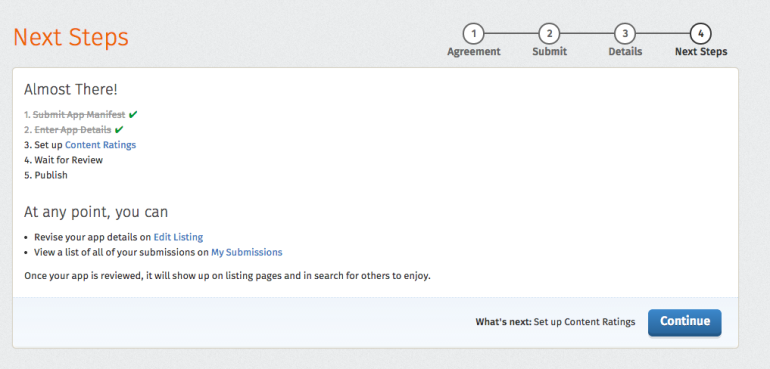 Next Steps
1 2 3 4
Agreement Submit Details Next Steps
Almost There!
1. Submit App Manifest ✔
2. Enter App Details ✔
3. Set up Content Ratings
4. Wait for Review
5. Publish
At any point, you can
• Revise your app details on Edit Listing
• View a list of all of your submissions on My Submissions
Once your app is reviewed, it will show up on listing pages and in search for others to enjoy.
What's next: Set up Content Ratings Continue